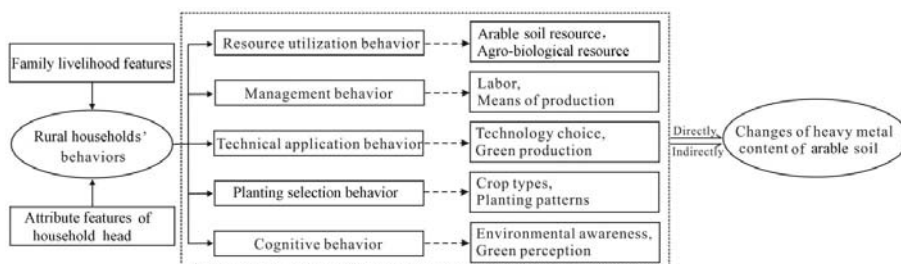 Family livelihood features
Rural households'
behaviors
Attribute features of
household head
Resource utilization behavior
Management behavior
Technical application behavior
Planting selection behavior
Cognitive behavior
Arable soil resource,
Agro-biological resource
Labor,
Means of production
Technology choice,
Green production
Crop types,
Planting patterns
Environmental awareness,
Green perception
Directly
Indirectly
Changes of heavy metal
content of arable soil